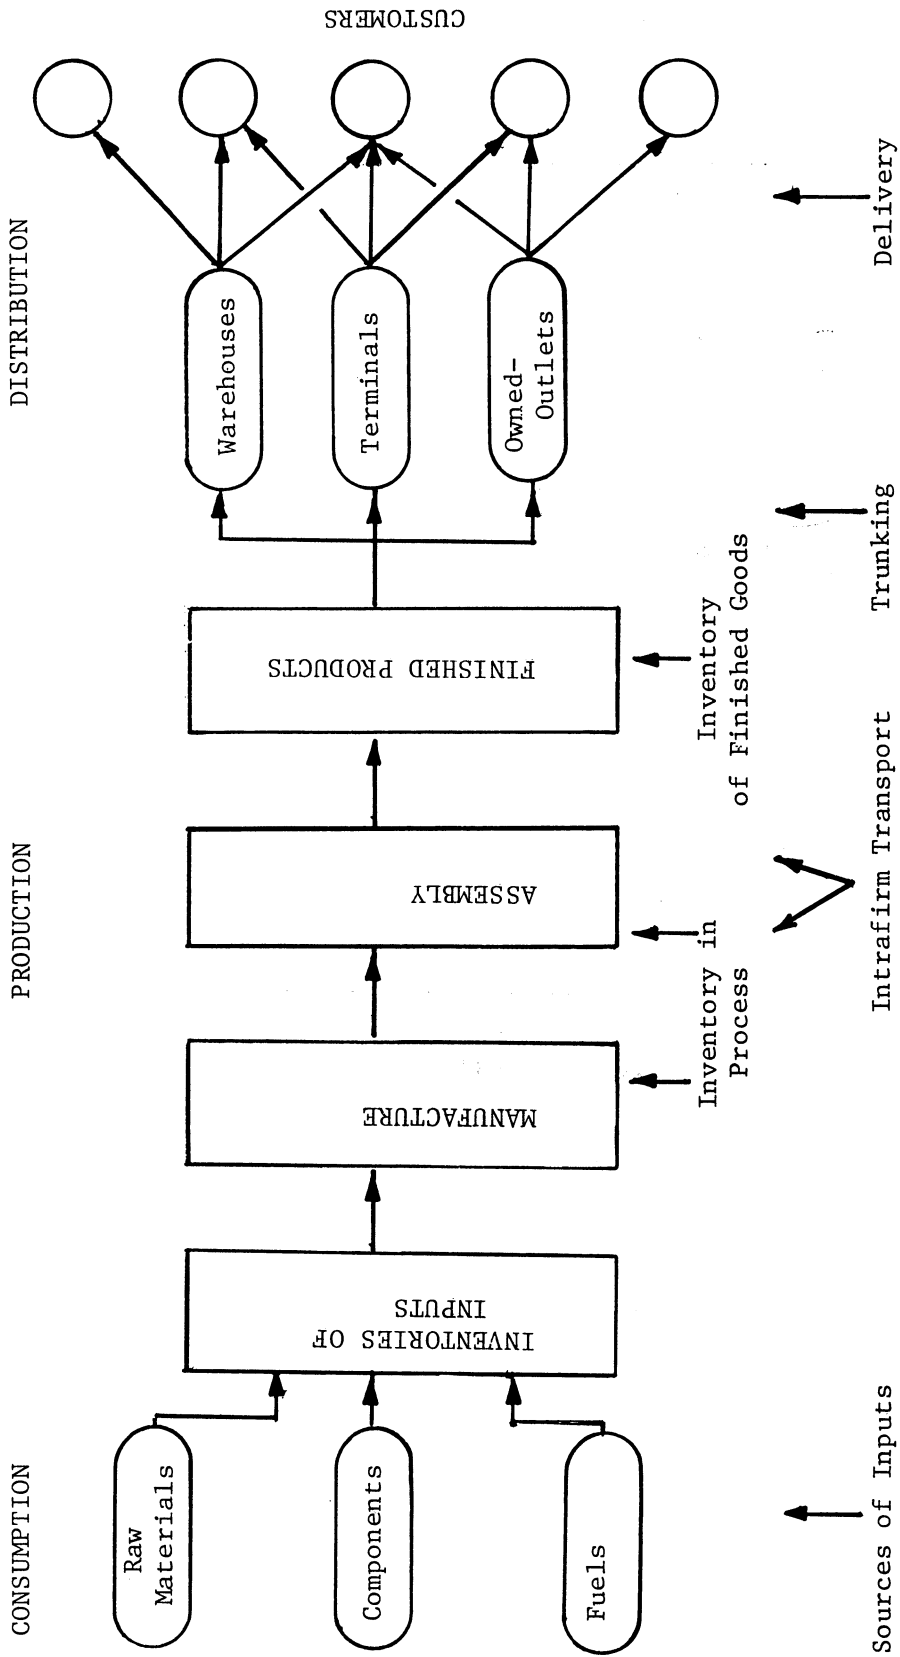 CONSUMPTION
PRODUCTION
DISTRIBUTION
Raw
Materials
Components
Fuels
INVENTORIES OF
INPUTS
MANUFACTURE
ASSEMBLY
FINISHED PRODUCTS
Warehouses
Terminals
Owned-
Outlets
CUSTOMERS
Inventory in
Process
Inventory
of Finished Goods
Sources of Inputs
Intrafirm Transport
Trunking
Delivery